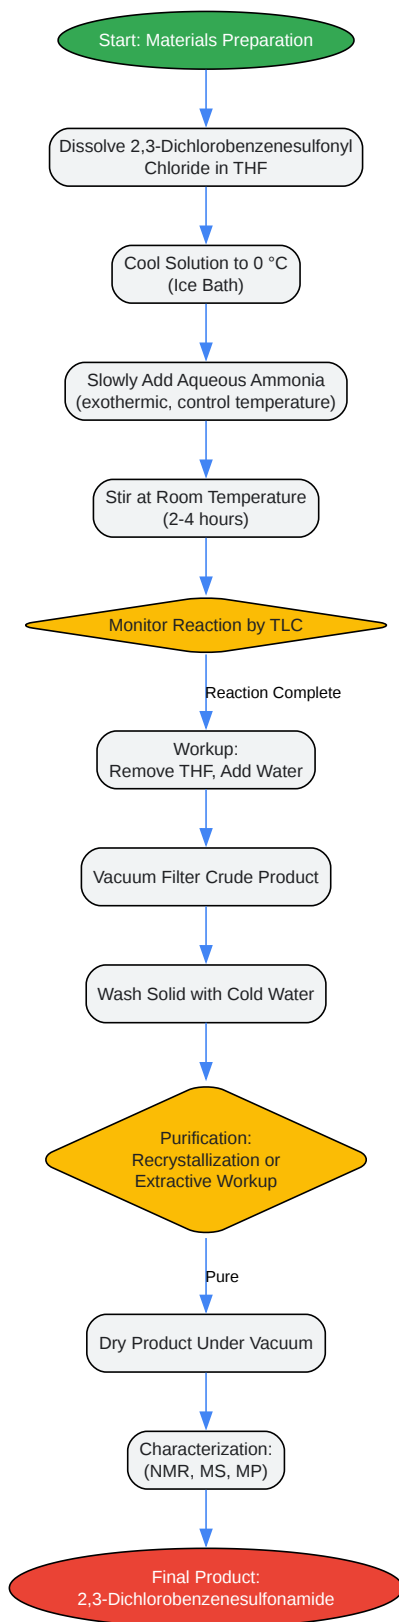 Start: Materials Preparation
Dissolve 2,3-Dichlorobenzenesulfonyl
Chloride in THF
Cool Solution to 0 °C
(Ice Bath)
Slowly Add Aqueous Ammonia
(exothermic, control temperature)
Stir at Room Temperature
(2-4 hours)
Monitor Reaction by TLC
Reaction Complete
Workup:
Remove THF, Add Water
Vacuum Filter Crude Product
Wash Solid with Cold Water
Purification:
Recrystallization or
Extractive Workup
Pure
Dry Product Under Vacuum
Characterization:
(NMR, MS, MP)
Final Product:
2,3-Dichlorobenzenesulfonamide